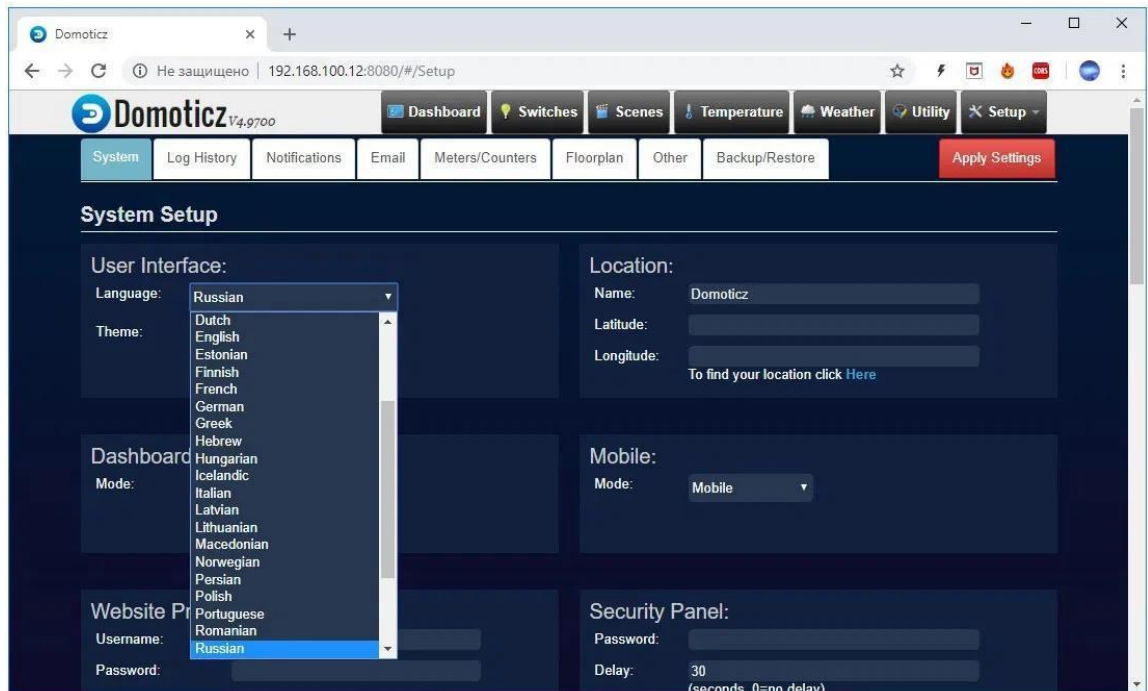 Domoticz
Не защищено | 192.168.100.12:8080/#/Setup
CORS
Domoticz V4.9700
Dashboard Switches Scenes Temperature Weather Utility Setup
System Log History Notifications Email Meters/Counters Floorplan Other Backup/Restore Apply Settings
System Setup
User Interface:
Language: Russian
Theme:
Dutch
English
Estonian
Finnish
French
German
Greek
Hebrew
Hungarian
Icelandic
Italian
Latvian
Lithuanian
Macedonian
Norwegian
Persian
Polish
Portuguese
Romanian
Russian
Location:
Name: Domoticz
Latitude:
Longitude:
To find your location click Here
Dashboard
Mode:
Mobile:
Mode: Mobile
Website
Username:
Password:
Security Panel:
Password:
Delay: 30
(seconds, 0=no delay)